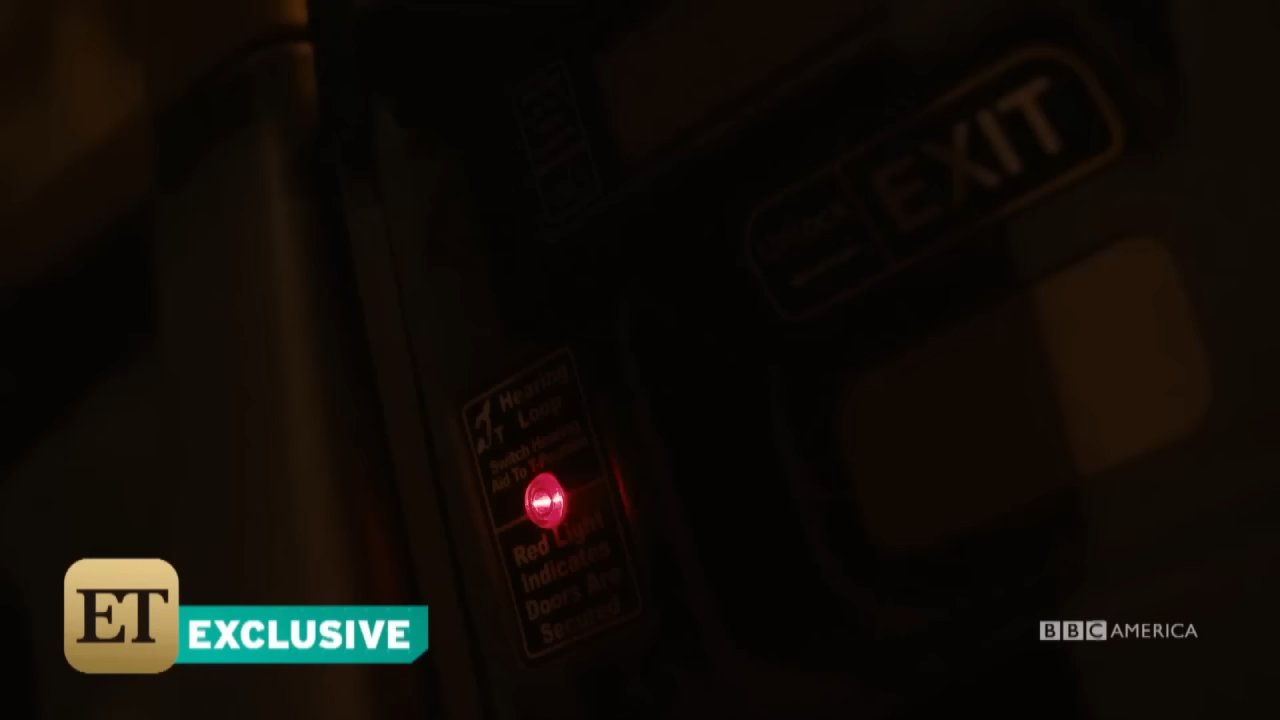 EXIT
Hearing
Loop
T
Switch Hearing
Aid To T-Position
Red Light
Indicates
Doors Are
Secured
ET
EXCLUSIVE
BBC AMERICA